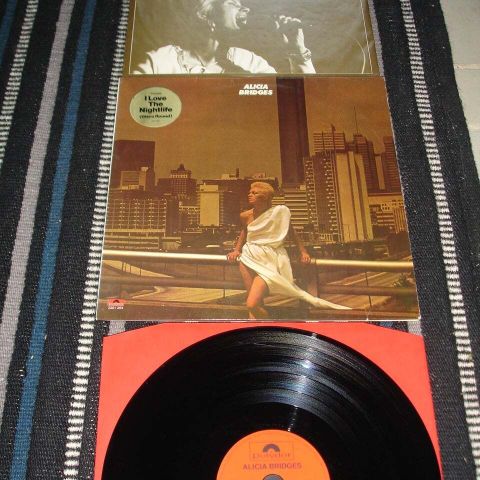 ALICIA
BRIDGES
I Love
The
Nightlife
(Disco Round)
Polydor
ALICIA BRIDGES